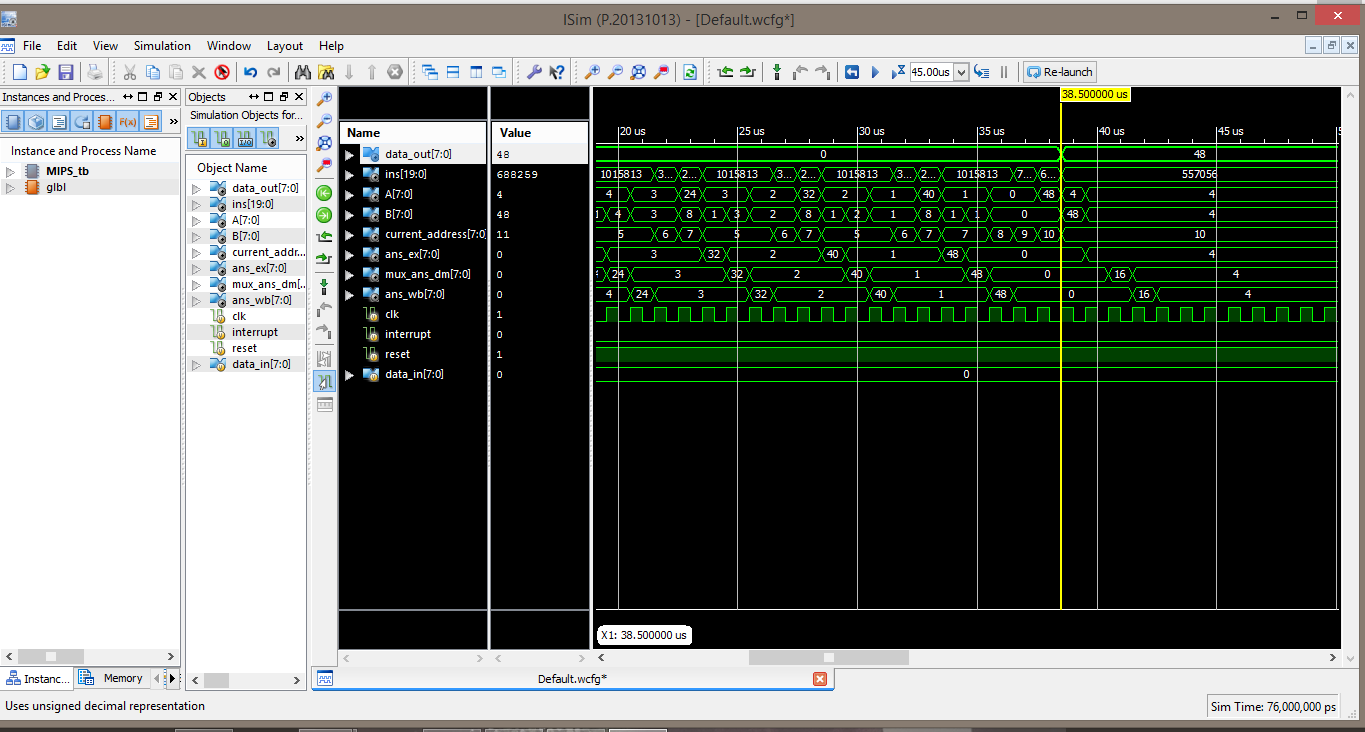 ISim (P.20131013) - [Default.wcfg*]
File Edit View Simulation Window Layout Help
45.00us Re-launch
Instances and Proces...
Objects
Simulation Objects for...
Instance and Process Name
MIPS_tb
glbl
Object Name
data_out[7:0]
ins[19:0]
A[7:0]
B[7:0]
current_addr...
ans_ex[7:0]
mux_ans_dm[...
ans_wb[7:0]
clk
interrupt
reset
data_in[7:0]
38.500000 us
20 us 25 us 30 us 35 us 40 us 45 us
Name Value
data_out[7:0] 48 0 48
ins[19:0] 688259 1015813 3... 2... 1015813 3... 2... 1015813 3... 2... 1015813 7... 6... 557056
A[7:0] 4 4 3 24 3 2 32 2 1 40 1 0 48 4 4
B[7:0] 48 4 3 8 1 3 2 8 1 2 1 8 1 1 0 48 4
current_address[7:0] 11 5 6 7 5 6 7 5 6 7 7 8 9 10 10
ans_ex[7:0] 0 3 32 2 40 1 48 0 4
mux_ans_dm[7:0] 0 24 3 32 2 40 1 48 0 16 4
ans_wb[7:0] 0 4 24 3 32 2 40 1 48 0 16 4
clk 1
interrupt 0
reset 1
data_in[7:0] 0 0
X1: 38.500000 us
Instanc... Memory
Default.wcfg*
Uses unsigned decimal representation
Sim Time: 76,000,000 ps